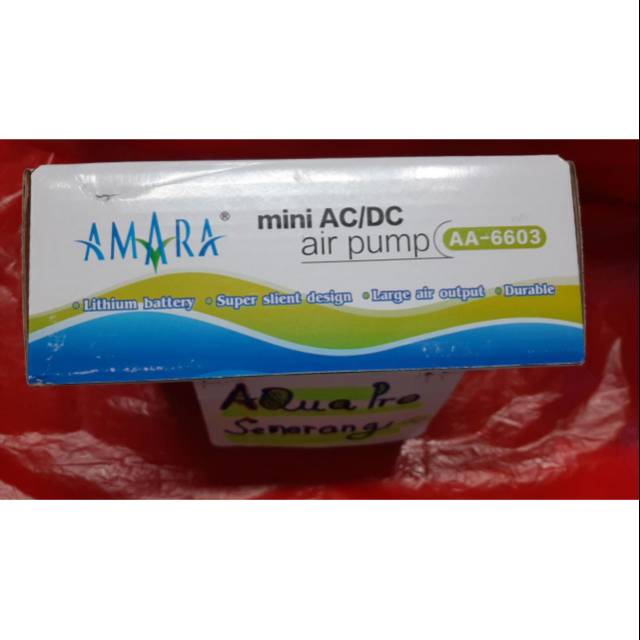 AMARA®
mini AC/DC
air pump AA-6603
• Lithium battery • Super slient design • Large air output • Durable
AQua Pro
Semarang